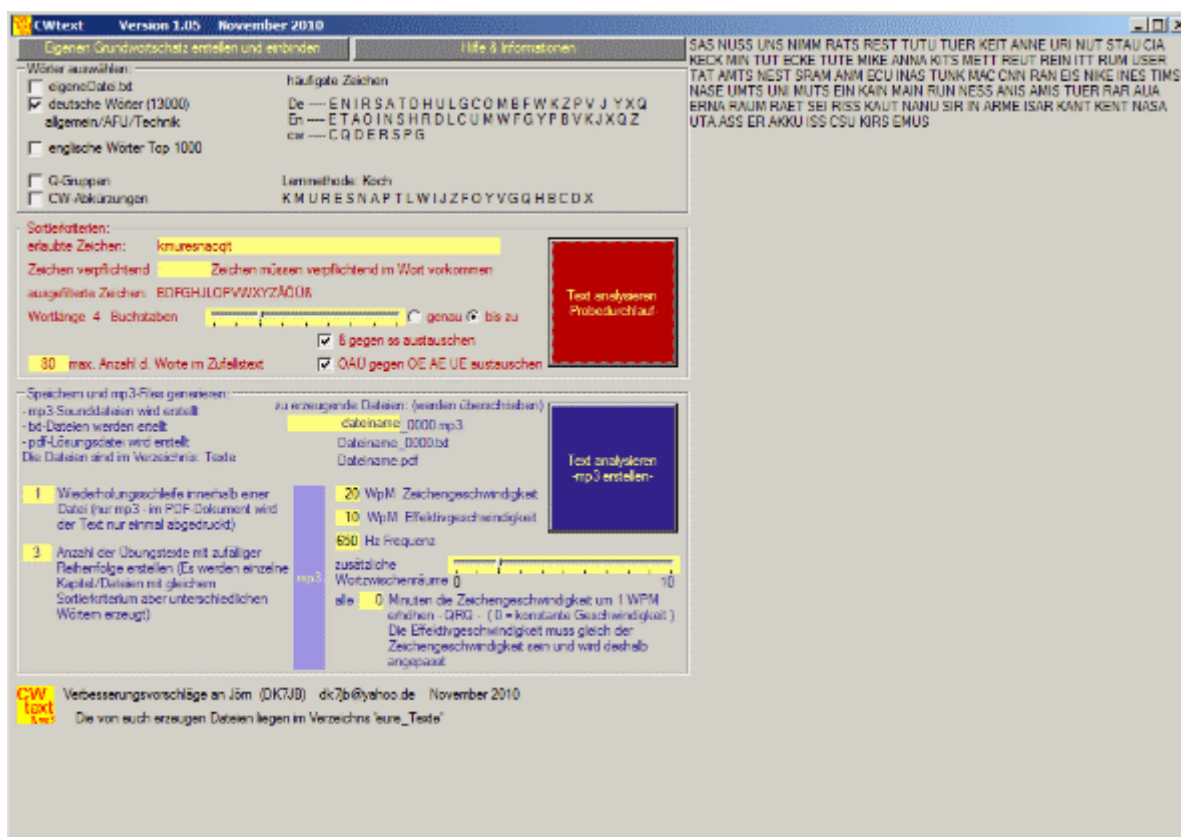 CWtext Version 1.05 November 2010
Eigenen Grundwortschatz erstellen und einbinden
Hilfe & Informationen
Wörter auswählen:
eigeneDatei.txt
deutsche Wörter (13000)
allgemein/AFU/Technik
englische Wörter Top 1000
Q-Gruppen
CW-Abkürzungen
häufigste Zeichen
De ---- E N I R S A T D H U L G C O M B F W K Z P V J Y X Q
En ---- E T A O I N S H R D L C U M W F G Y P B V K J X Q Z
cw ---- C Q D E R S P G
Lernmethode: Koch
K M U R E S N A P T L W I J Z F O Y V G Q H B C D X
SAS NUSS UNS NIMM RATS REST TUTU TUER KEIT ANNE URI NUT STAU CIA
KECK MIN TUT ECKE TUTE MIKE ANNA KITS METT REUT REIN ITT RUM USER
TAT AMTS NEST SRAM ANM ECU INAS TUNK MAC CNN RAN EIS NIKE INES TIMS
NASE UMTS UNI MUTS EIN KAIN MAIN RUN NESS ANIS AMIS TUER RAR AUA
ERNA RAUM RAET SEI RISS KAUT NANU SIR IN ARME ISAR KANT KENT NASA
UTA ASS ER AKKU ISS CSU KIRS EMUS
Sortierkriterien:
erlaubte Zeichen:
Zeichen verpflichtend Zeichen müssen verpflichtend im Wort vorkommen
ausgefilterte Zeichen:
Wortlänge 4 Buchstaben genau bis zu
ß gegen ss austauschen
80 max. Anzahl d. Worte im Zufallstext
ÖÄÜ gegen OE AE UE austauschen
Text analysieren
-Probedurchlauf-
Speichern und mp3-Files generieren:
- mp3-Sounddateien wird erstellt
- txt-Dateien werden ertellt
- pdf-Lösungsdatei wird erstellt
Die Dateien sind im Verzeichnis: Texte
zu erzeugende Dateien: (werden überschrieben)
dateiname_0000.mp3
Dateiname_0000.txt
Dateiname.pdf
Text analysieren
-mp3 erstellen-
1 Wiederholungsschleife innerhalb einer
Datei (nur mp3 - im PDF-Dokument wird
der Text nur einmal abgedruckt)
3 Anzahl der Übungstexte mit zufälliger
Reihenfolge erstellen (Es werden einzelne
Kapitel/Dateien mit gleichem
Sortierkriterium aber unterschiedlichen
Wörtern erzeugt)
mp3
20 WpM Zeichengeschwindigkeit
10 WpM Effektivgeschwindigkeit
650 Hz Frequenz
zusätzliche
Wortzwischenräume 0 10
alle 0 Minuten die Zeichengeschwindigkeit um 1 WPM
erhöhen - QRQ - ( 0 = konstante Geschwindigkeit )
Die Effektivgeschwindigkeit muss gleich der
Zeichengeschwindigkeit sein und wird deshalb
angepasst
CW
text
Verbesserungsvorschläge an Jörn (DK7JB) dk7jb@yahoo.de November 2010
Die von euch erzeugen Dateien liegen im Verzeichns "eure_Texte"